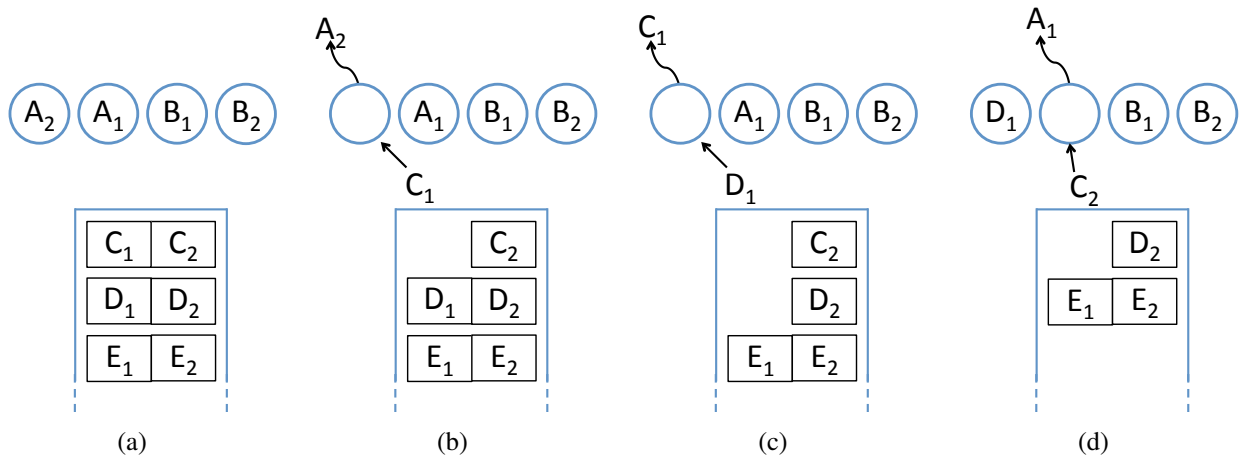 A₂ C₁ A₁
A₂ A₁ B₁ B₂ A₁ B₁ B₂ A₁ B₁ B₂ D₁ B₁ B₂
C₁ D₁ C₂
C₁ C₂ C₂ C₂ D₂
D₁ D₂ D₁ D₂ D₂ E₁ E₂
E₁ E₂ E₁ E₂ E₁ E₂
(a) (b) (c) (d)